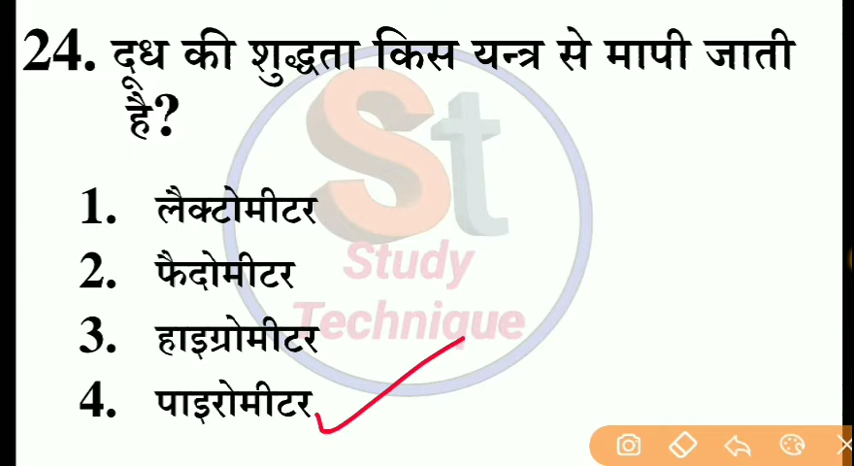 24. दूध की शुद्धता किस यन्त्र से मापी जाती
है?
1. लैक्टोमीटर
2. फैदोमीटर
3. हाइग्रोमीटर
4. पाइरोमीटर
St
Study
Technique